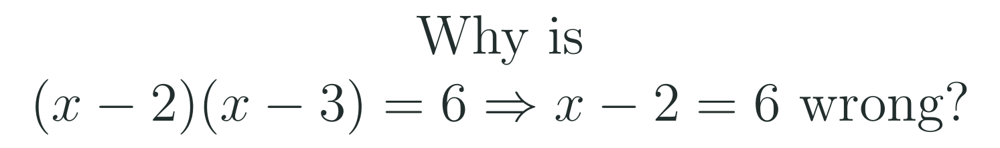 Why is
(x − 2)(x − 3) = 6 ⇒ x − 2 = 6 wrong?